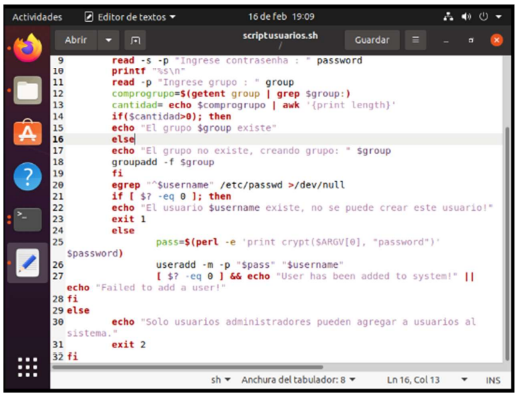 Actividades Editor de textos 16 de feb 19:09
Abrir scriptusuarios.sh Guardar
/
9 read -s -p "Ingrese contrasenha : " password
10 printf "%s\n"
11 read -p "Ingrese grupo : " group
12 comprogrupo=$(getent group | grep $group:)
13 cantidad= echo $comprogrupo | awk '{print length}'
14 if($cantidad>0); then
15 echo "El grupo $group existe"
16 else
17 echo "El grupo no existe, creando grupo: " $group
18 groupadd -f $group
19 fi
20 egrep "^$username" /etc/passwd >/dev/null
21 if [ $? -eq 0 ]; then
22 echo "El usuario $username existe, no se puede crear este usuario!"
23 exit 1
24 else
25 pass=$(perl -e 'print crypt($ARGV[0], "password")'
$password)
26 useradd -m -p "$pass" "$username"
27 [ $? -eq 0 ] && echo "User has been added to system!" ||
echo "Failed to add a user!"
28 fi
29 else
30 echo "Solo usuarios administradores pueden agregar a usuarios al
sistema."
31 exit 2
32 fi
sh Anchura del tabulador: 8 Ln 16, Col 13 INS